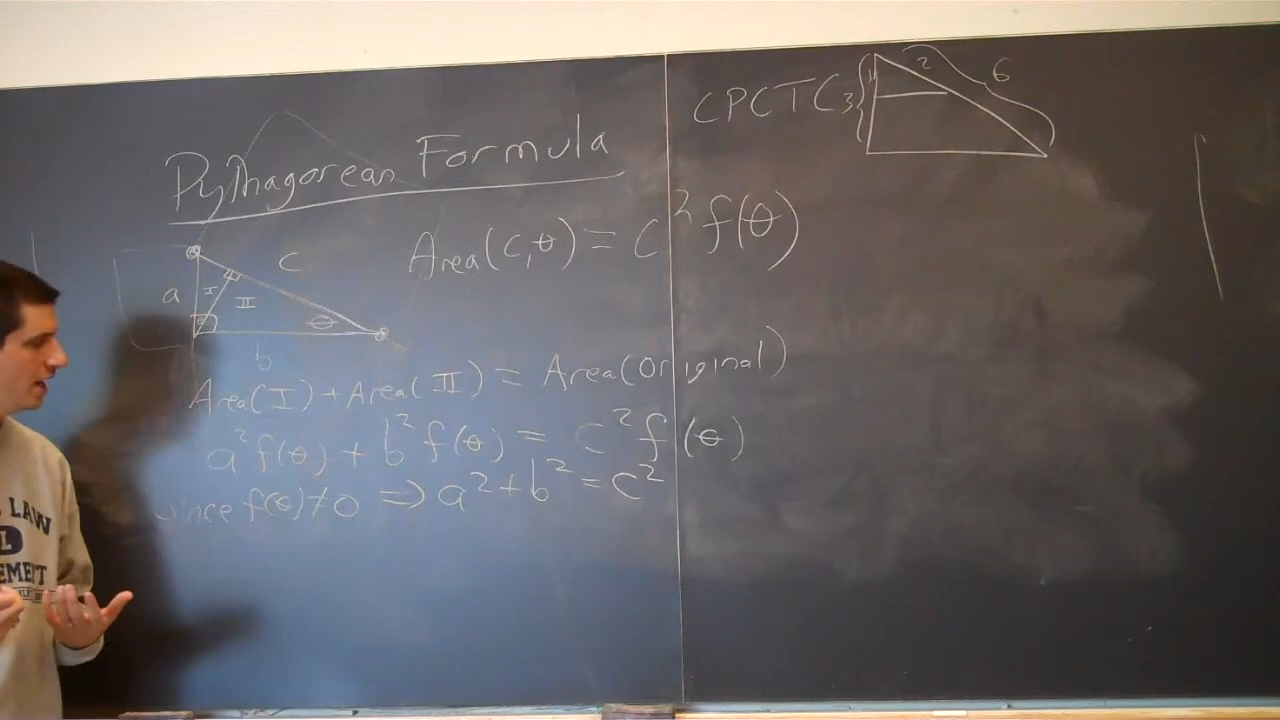 Pythagorean Formula
CPCTC
3
1
2
6
a
I
II
c
θ
b
Area(c,θ) = c²f(θ)
Area(I) + Area(II) = Area(original)
a²f(θ) + b²f(θ) = c²f(θ)
since f(θ)≠0 ⇒ a²+b²=c²
LAW
L